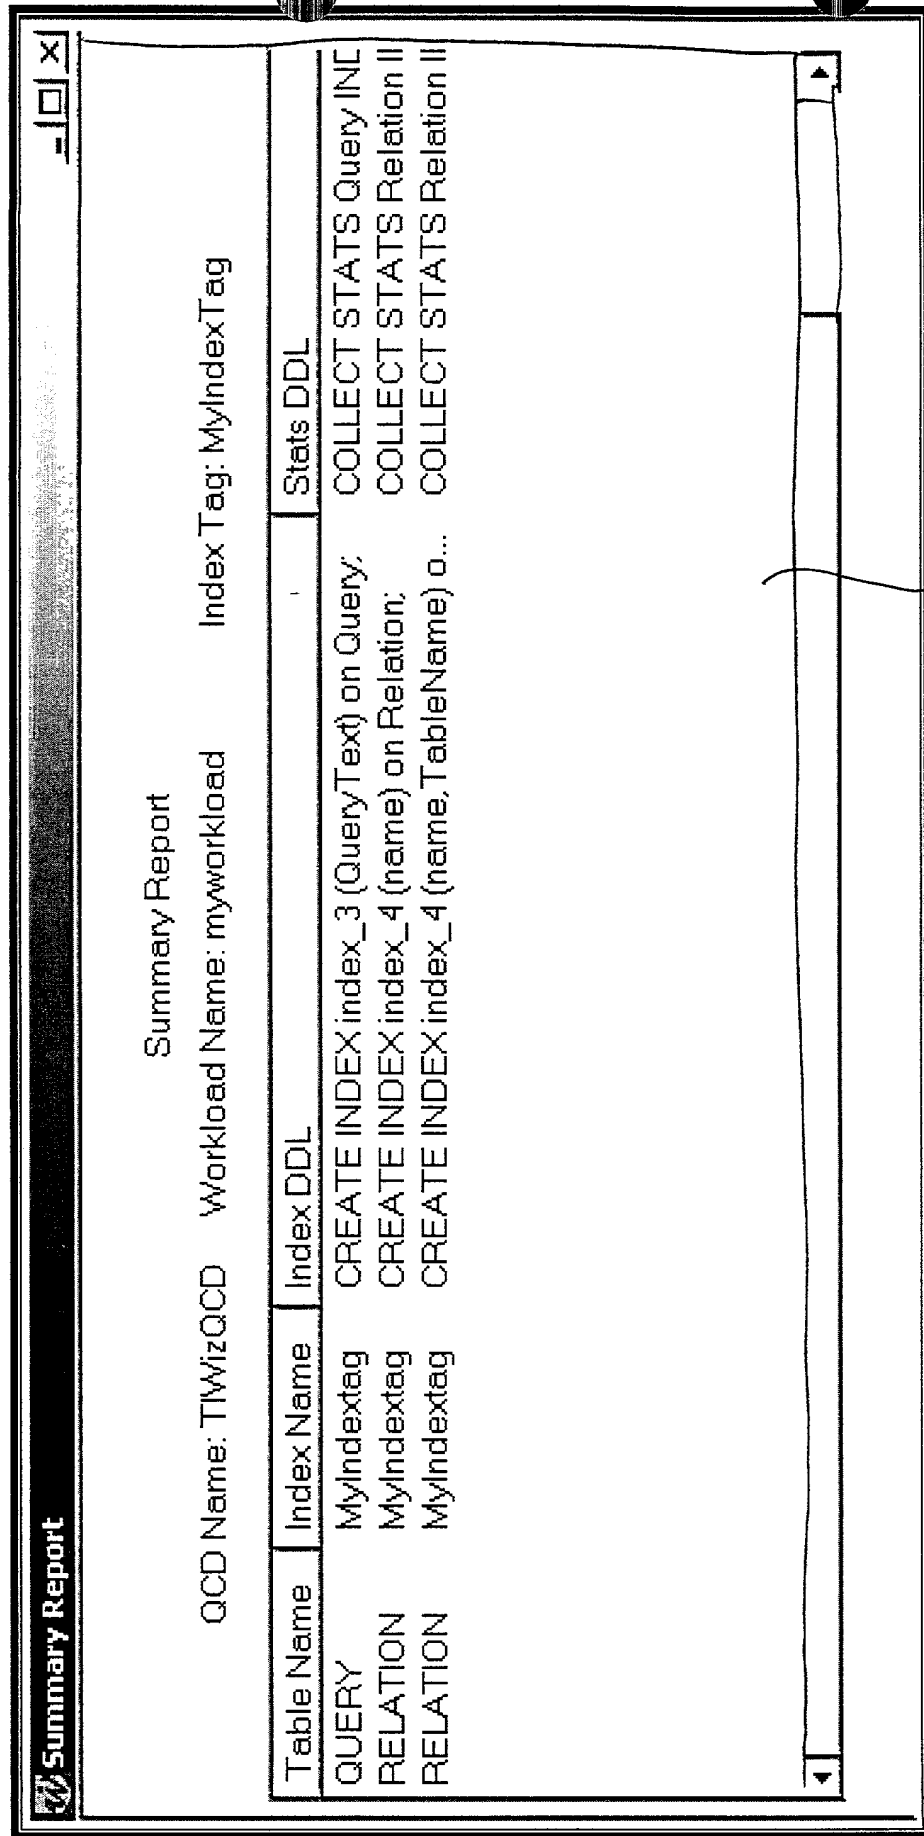 Summary Report
Summary Report
QCD Name: TIWizQCD Workload Name: myworkload Index Tag: MyIndexTag
Table Name Index Name Index DDL Stats DDL
QUERY MyIndextag CREATE INDEX index_3 (QueryText) on Query; COLLECT STATS Query IND
RELATION MyIndextag CREATE INDEX index_4 (name) on Relation; COLLECT STATS Relation II
RELATION MyIndextag CREATE INDEX index_4 (name,TableName) o... COLLECT STATS Relation II